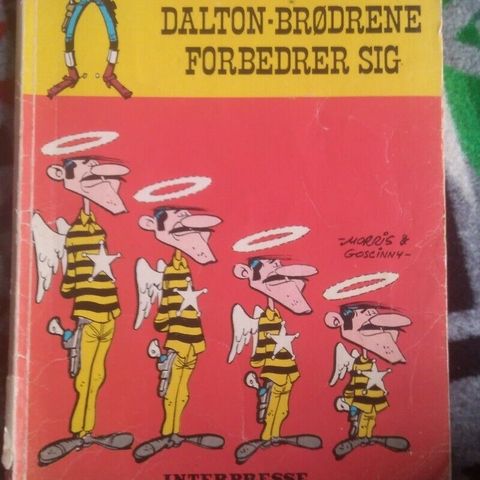 DALTON-BRØDRENE
FORBEDRER SIG
-MORRIS &
GOSCINNY-
INTERPRESSE